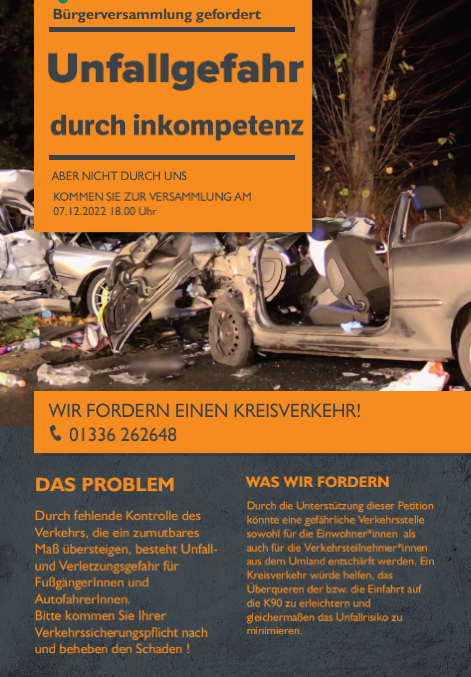 Bürgerversammlung gefordert
Unfallgefahr
durch inkompetenz
ABER NICHT DURCH UNS
KOMMEN SIE ZUR VERSAMMLUNG AM
07.12.2022 18.00 Uhr
WIR FORDERN EINEN KREISVERKEHR!
01336 262648
DAS PROBLEM
Durch fehlende Kontrolle des
Verkehrs, die ein zumutbares
Maß übersteigen, besteht Unfall-
und Verletzungsgefahr für
FußgängerInnen und
AutofahrerInnen.
Bitte kommen Sie Ihrer
Verkehrssicherungspflicht nach
und beheben den Schaden !
WAS WIR FORDERN
Durch die Unterstützung dieser Petition
könnte eine gefährliche Verkehrsstelle
sowohl für die Einwohner*innen als
auch für die Verkehrsteilnehmer*innen
aus dem Umland entschärft werden. Ein
Kreisverkehr würde helfen, das
Überqueren der bzw. die Einfahrt auf
die K90 zu erleichtern und
gleichermaßen das Unfallrisiko zu
minimieren.